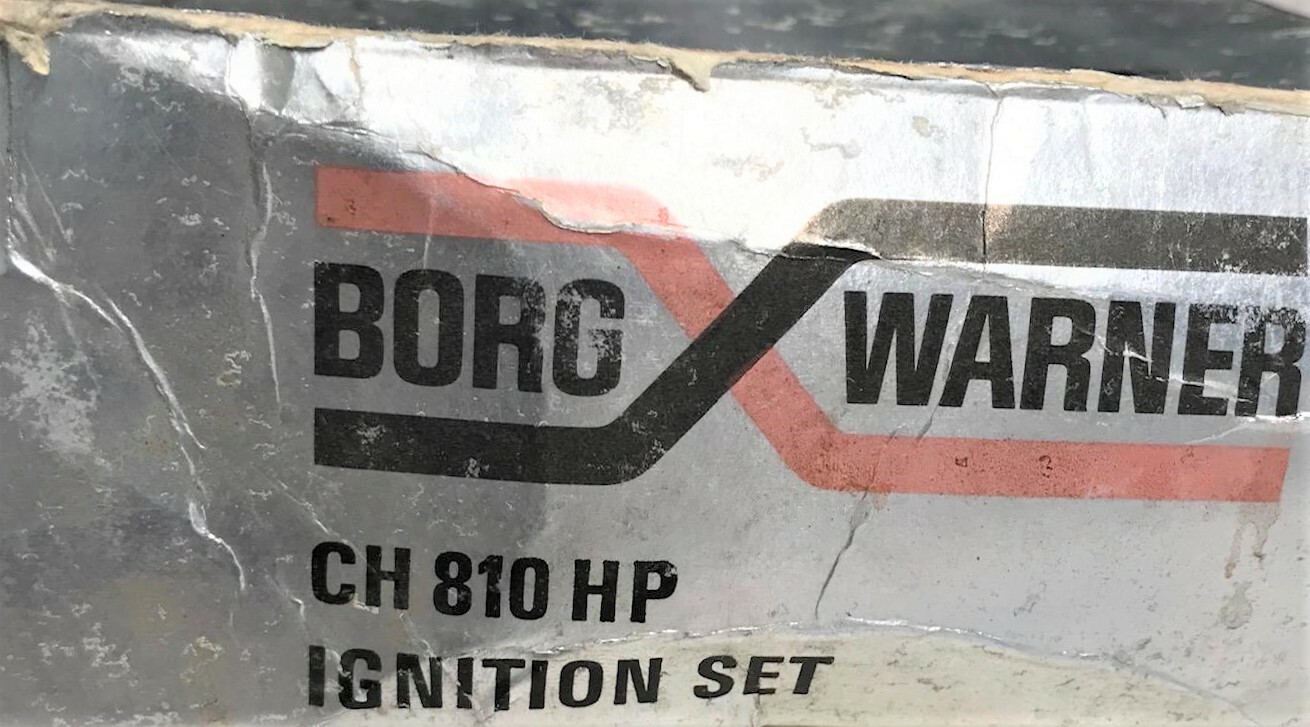 BORG WARNER
CH 810 HP
IGNITION SET